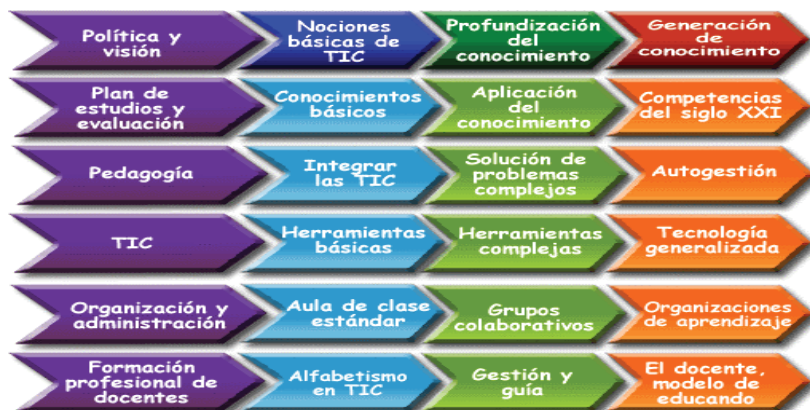 Política y
visión
Nociones
básicas de
TIC
Profundización
del
conocimiento
Generación
de
conocimiento
Plan de
estudios y
evaluación
Conocimientos
básicos
Aplicación
del
conocimiento
Competencias
del siglo XXI
Pedagogía
Integrar
las TIC
Solución de
problemas
complejos
Autogestión
TIC
Herramientas
básicas
Herramientas
complejas
Tecnología
generalizada
Organización y
administración
Aula de clase
estándar
Grupos
colaborativos
Organizaciones
de aprendizaje
Formación
profesional de
docentes
Alfabetismo
en TIC
Gestión y
guía
El docente,
modelo de
educando